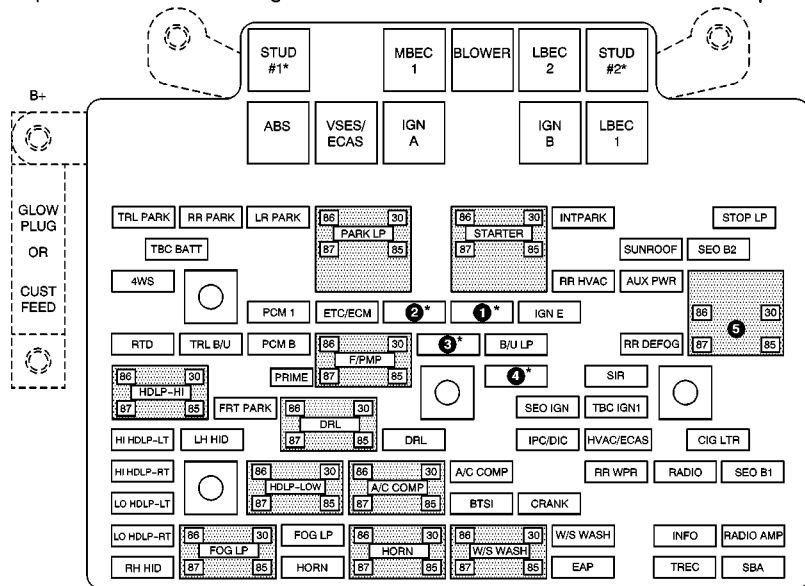 STUD #1*
MBEC 1
BLOWER
LBEC 2
STUD #2*
B+
ABS
VSES/ ECAS
IGN A
IGN B
LBEC 1
GLOW PLUG OR CUST FEED
TRL PARK
RR PARK
LR PARK
86 30
PARK LP
87 85
86 30
STARTER
87 85
INTPARK
STOP LP
TBC BATT
SUNROOF
SEO B2
4WS
RR HVAC
AUX PWR
PCM 1
ETC/ECM
2*
1*
IGN E
86 30
5
87 85
RTD
TRL B/U
PCM B
86 30
F/PMP
87 85
3*
B/U LP
RR DEFOG
PRIME
4*
SIR
86 30
HDLP-HI
87 85
FRT PARK
86 30
DRL
87 85
SEO IGN
TBC IGN1
HI HDLP-LT
LH HID
DRL
IPC/DIC
HVAC/ECAS
CIG LTR
HI HDLP-RT
86 30
HDLP-LOW
87 85
86 30
A/C COMP
87 85
A/C COMP
RR WPR
RADIO
SEO B1
LO HDLP-LT
BTSI
CRANK
LO HDLP-RT
86 30
FOG LP
87 85
FOG LP
86 30
HORN
87 85
86 30
W/S WASH
87 85
W/S WASH
INFO
RADIO AMP
RH HID
HORN
EAP
TREC
SBA